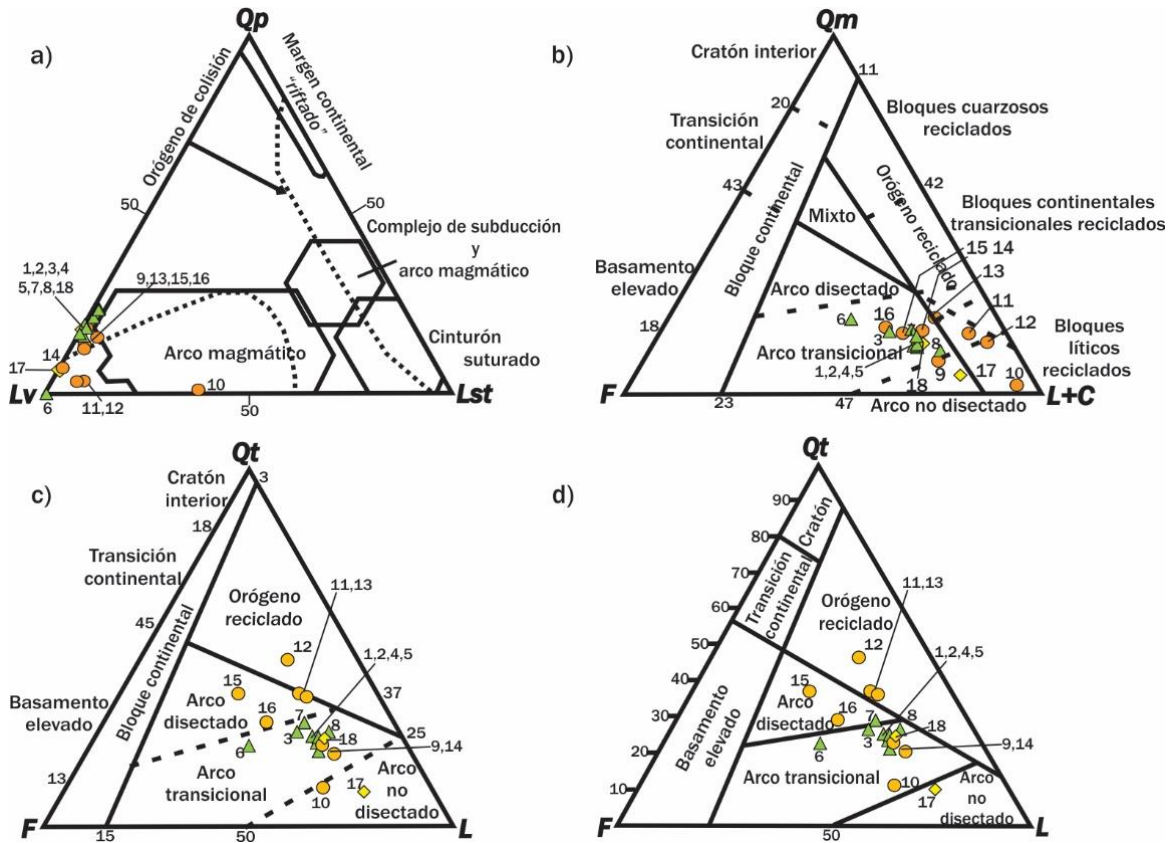 a)
Qp
Orógeno de colisión
Margen continental
"riftado"
50
50
Complejo de subducción
y
arco magmático
1,2,3,4
5,7,8,18
9,13,15,16
Cinturón
suturado
14
17
Arco magmático
10
Lv
Lst
6
11,12
50
b)
Qm
Cratón interior
11
20
Bloques cuarzosos
reciclados
Transición
continental
43
42
Orógeno reciclado
Bloques continentales
transicionales reciclados
Mixto
Bloque continental
15 14
Basamento
elevado
13
Arco disectado
11
16
6
12
18
3
Bloques
líticos
reciclados
Arco transicional
8
1,2,4,5
9
17
18
10
F
L+C
23
47
Arco no disectado
c)
Qt
Cratón
interior
3
18
Transición
continental
11,13
Orógeno
reciclado
45
12
1,2,4,5
Bloque continental
15
37
Basamento
elevado
Arco
disectado
16
7
8
25
3
18
6
9,14
13
Arco
transicional
17
Arco
no
disectado
10
F
L
15
50
d)
Qt
90
Cratón
80
70
Transición
continental
11,13
60
Orógeno
reciclado
50
12
1,2,4,5
40
15
Basamento
elevado
Arco
disectado
16
7
8
30
3
18
6
20
9,14
Arco transicional
10
10
17
Arco
no
disectado
F
L
50